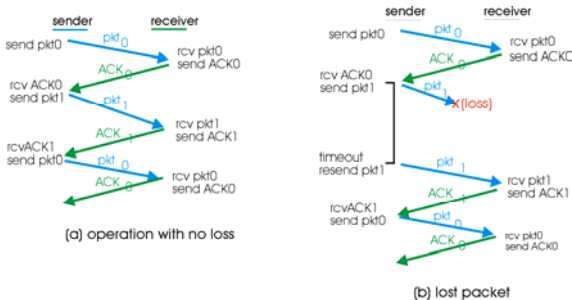 sender
receiver
send pkt0
pkt0
rcv pkt0
send ACK0
ACK0
rcv ACK0
send pkt1
pkt1
rcv pkt1
send ACK1
ACK1
rcvACK1
send pkt0
pkt0
rcv pkt0
send ACK0
ACK0
(a) operation with no loss
sender
receiver
send pkt0
pkt0
rcv pkt0
send ACK0
ACK0
rcv ACK0
send pkt1
pkt1
X(loss)
timeout
resend pkt1
pkt1
rcv pkt1
send ACK1
ACK1
rcvACK1
send pkt0
pkt0
rcv pkt0
send ACK0
ACK0
(b) lost packet